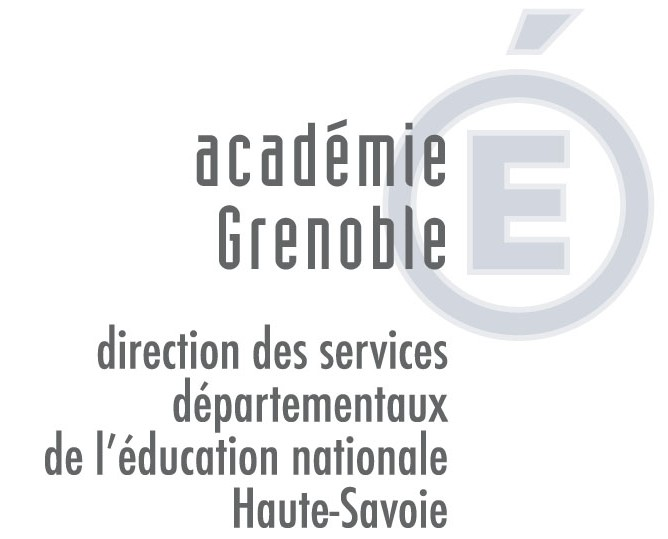 É
académie
Grenoble
direction des services
départementaux
de l'éducation nationale
Haute-Savoie